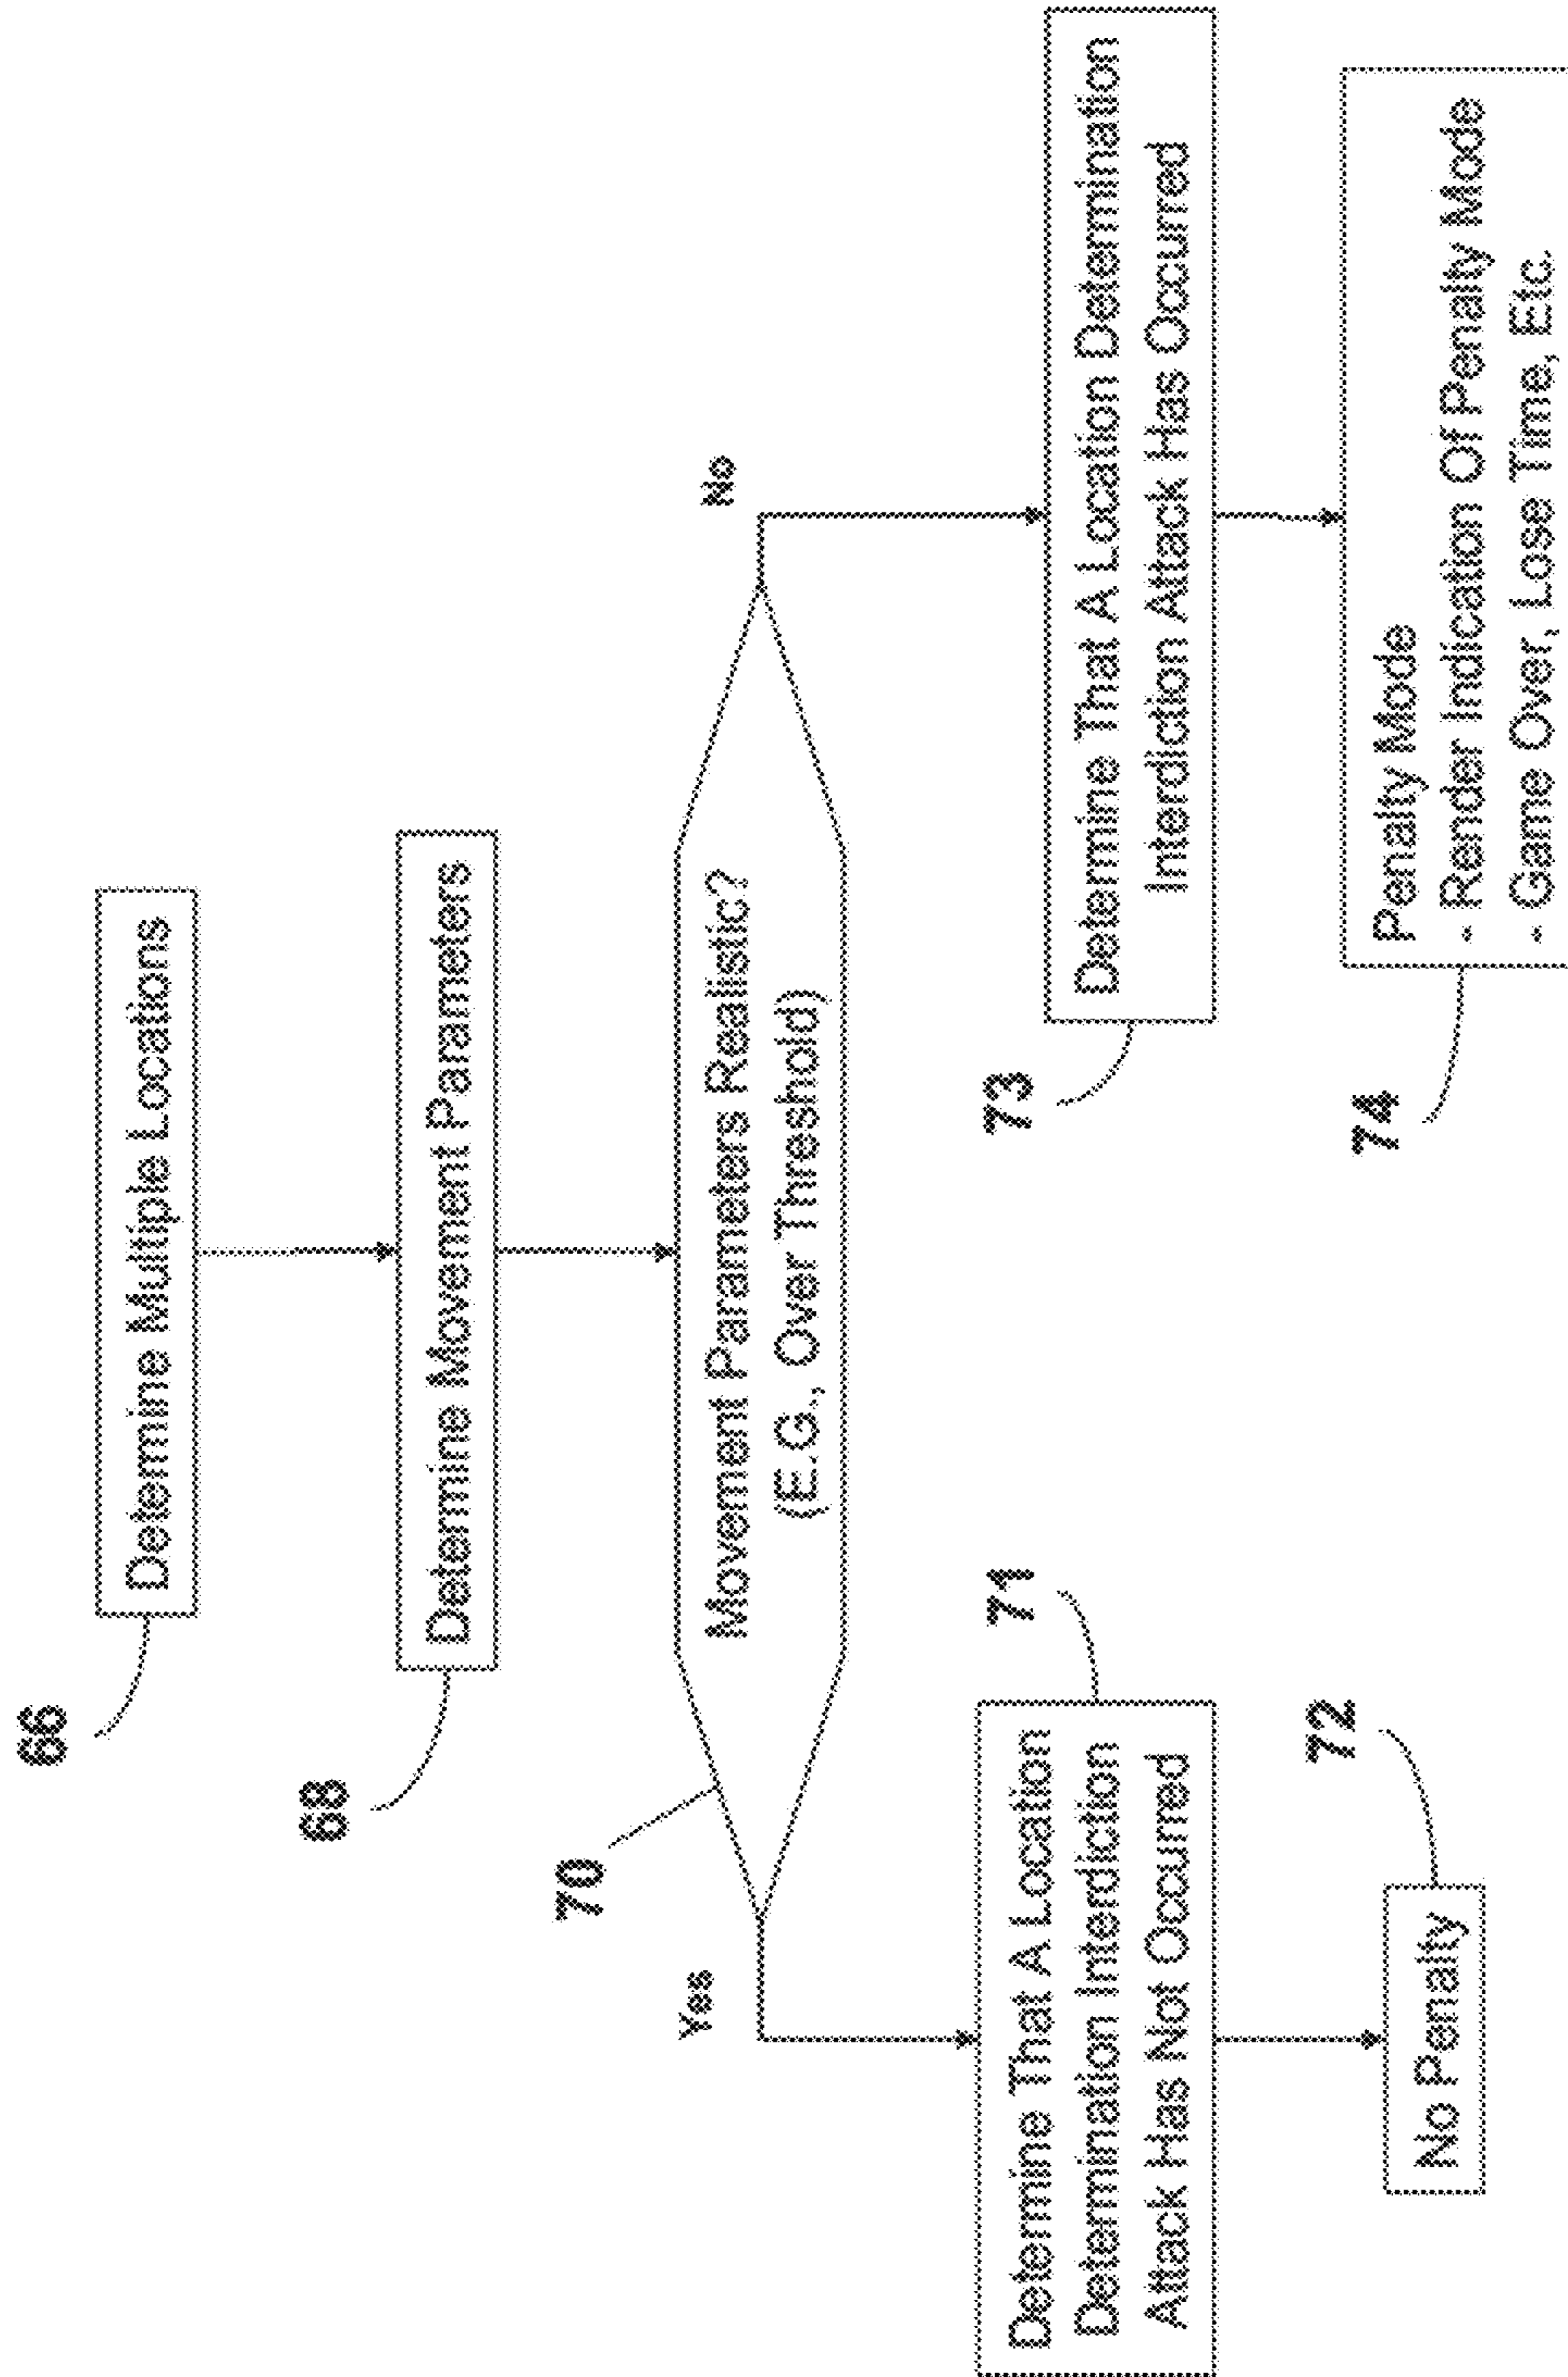 66
Determine Multiple Locations
68
Determine Movement Parameters
70
Movement Parameters Realistic?
(E.G., Over Threshold)
Yes
No
71
Determine That A Location
Determination Interdiction
Attack Has Not Occurred
72
No Penalty
73
Determine That A Location Determination
Interdiction Attack Has Occurred
74
Penalty Mode
- Render Indication Of Penalty Mode
- Game Over, Lose Time, Etc.